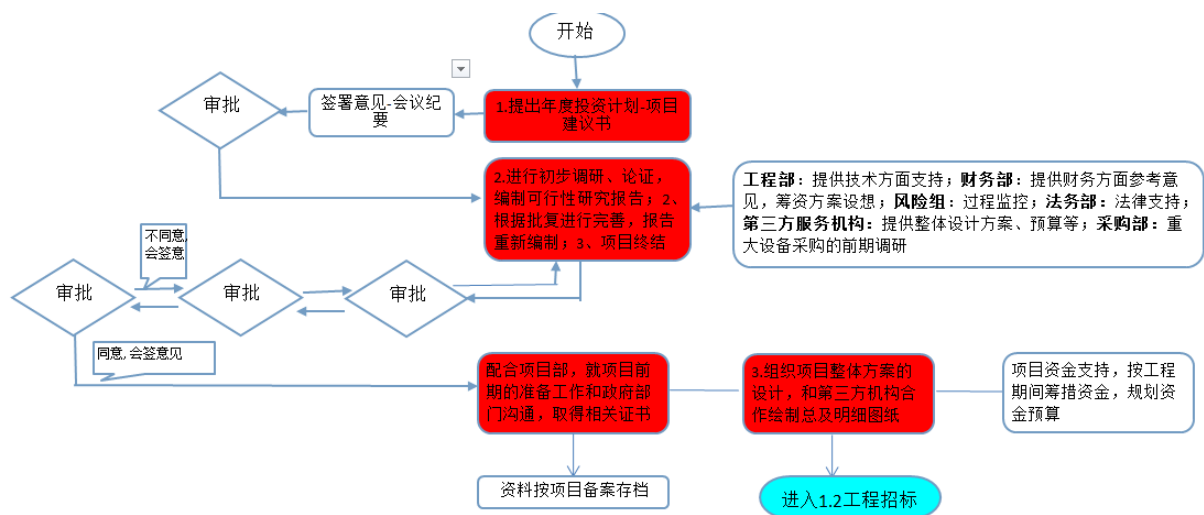 开始
审批
签署意见-会议纪
要
1.提出年度投资计划-项目
建议书
2.进行初步调研、论证，
编制可行性研究报告；2、
根据批复进行完善，报告
重新编制；3、项目终结
工程部：提供技术方面支持；财务部：提供财务方面参考意
见，筹资方案设想；风险组：过程监控；法务部：法律支持；
第三方服务机构：提供整体设计方案、预算等；采购部：重
大设备采购的前期调研
不同意，
会签意
审批
审批
审批
同意, 会签意见
配合项目部，就项目前
期的准备工作和政府部
门沟通，取得相关证书
3.组织项目整体方案的
设计，和第三方机构合
作绘制总及明细图纸
项目资金支持，按工程
期间筹措资金，规划资
金预算
资料按项目备案存档
进入1.2工程招标